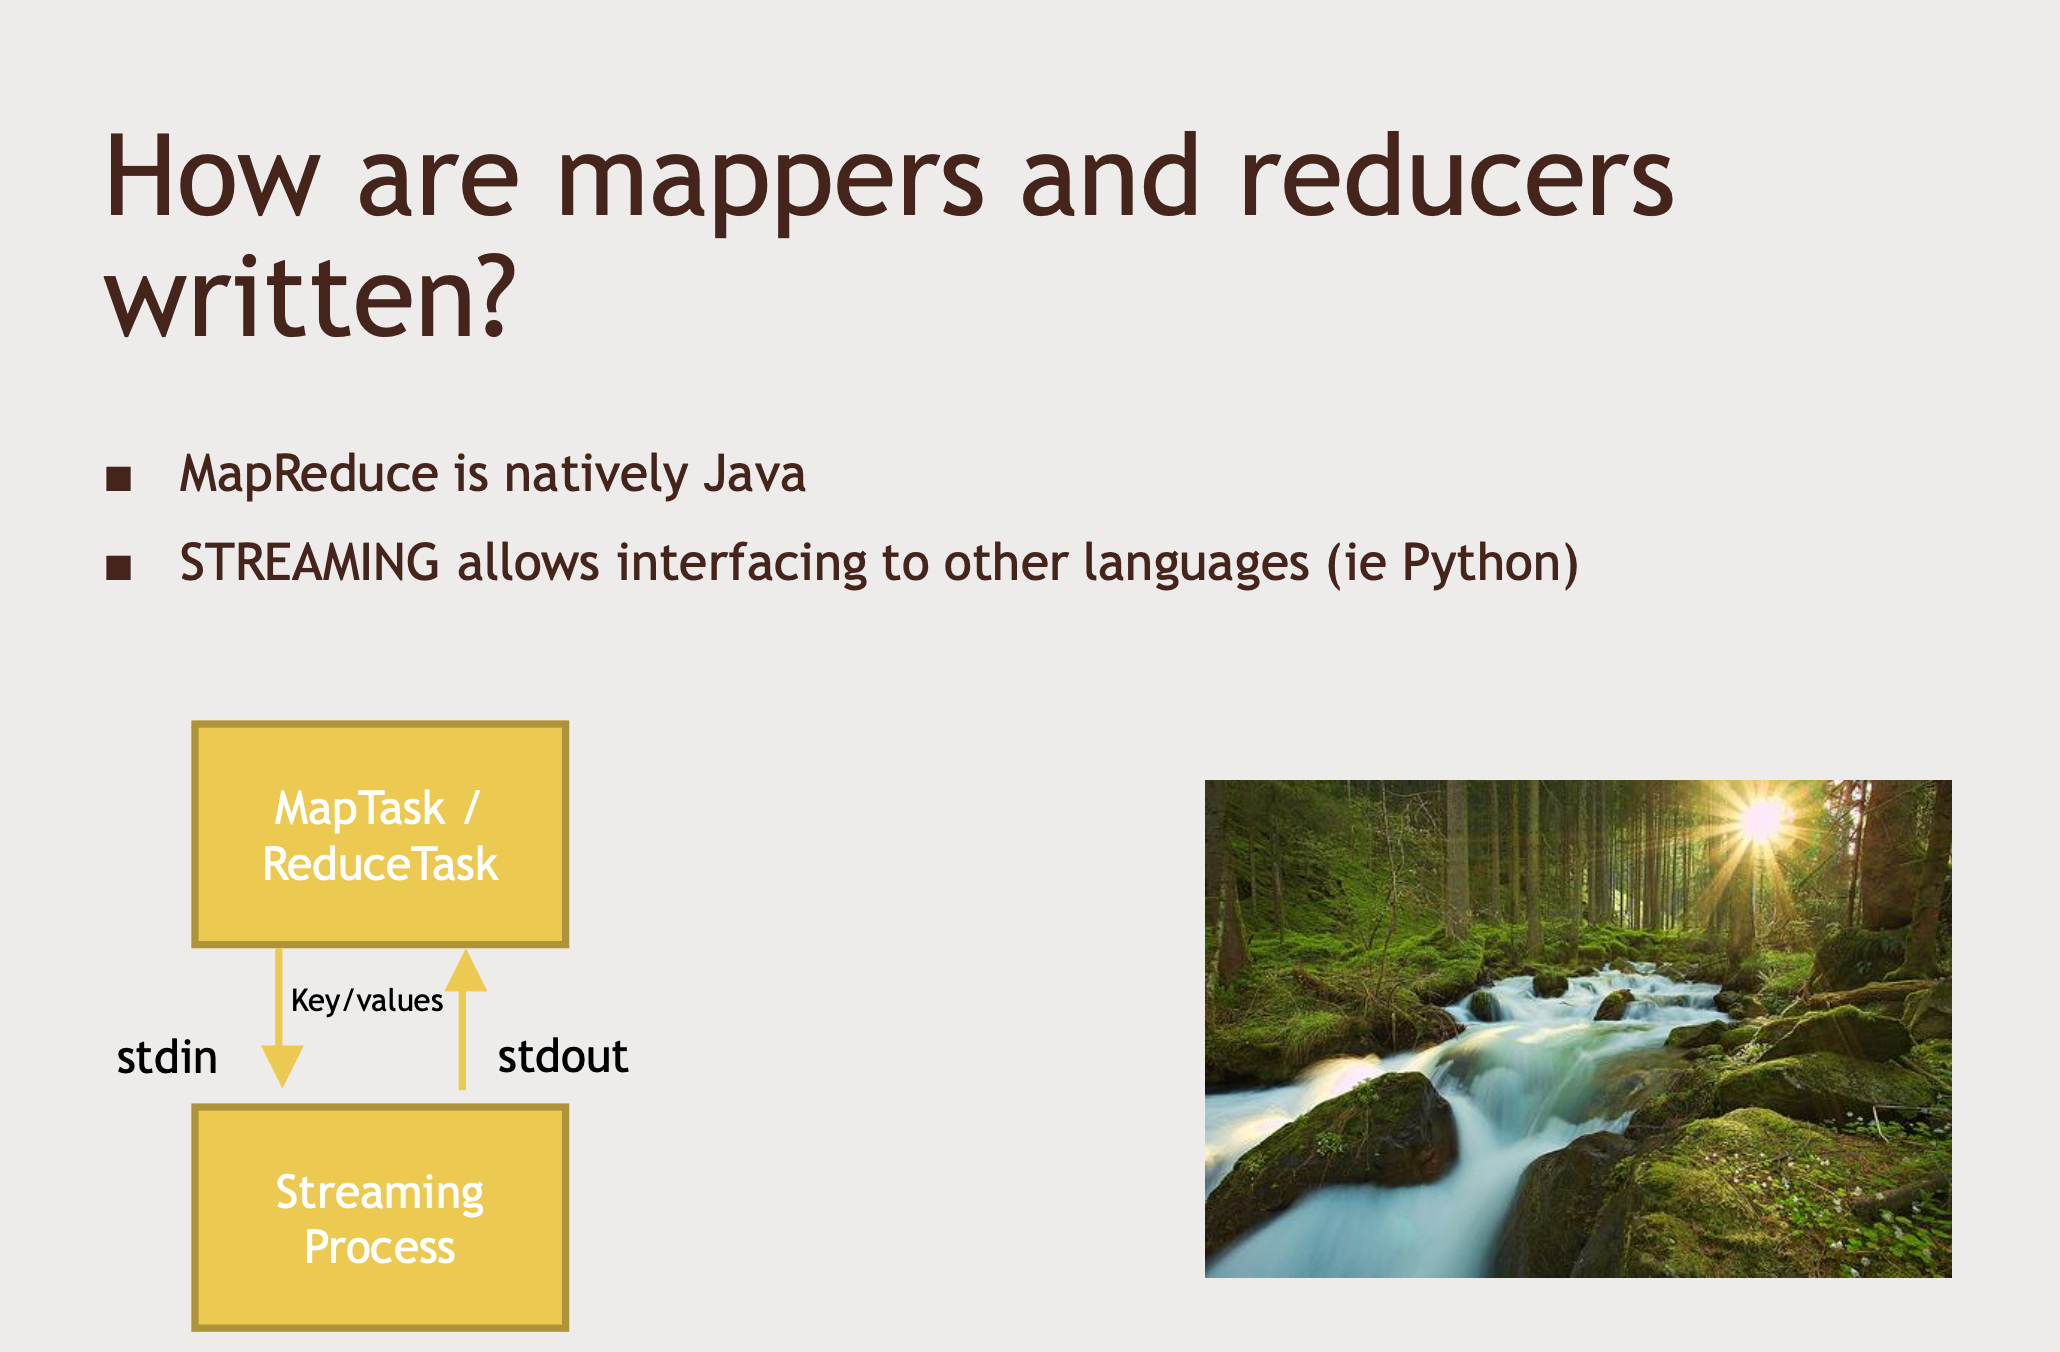 How are mappers and reducers
written?
■ MapReduce is natively Java
■ STREAMING allows interfacing to other languages (ie Python)
MapTask /
ReduceTask
Key/values
stdin
stdout
Streaming
Process